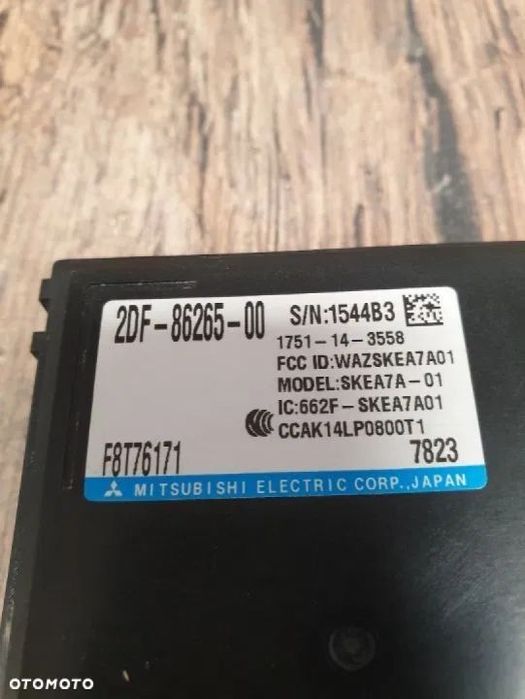 2DF-86265-00 S/N:1544B3
1751-14-3558
FCC ID:WAZSKEA7A01
MODEL:SKEA7A-01
IC:662F-SKEA7A01
CCAK14LP0800T1
F8T76171 7823
MITSUBISHI ELECTRIC CORP.,JAPAN
OTOMOTO